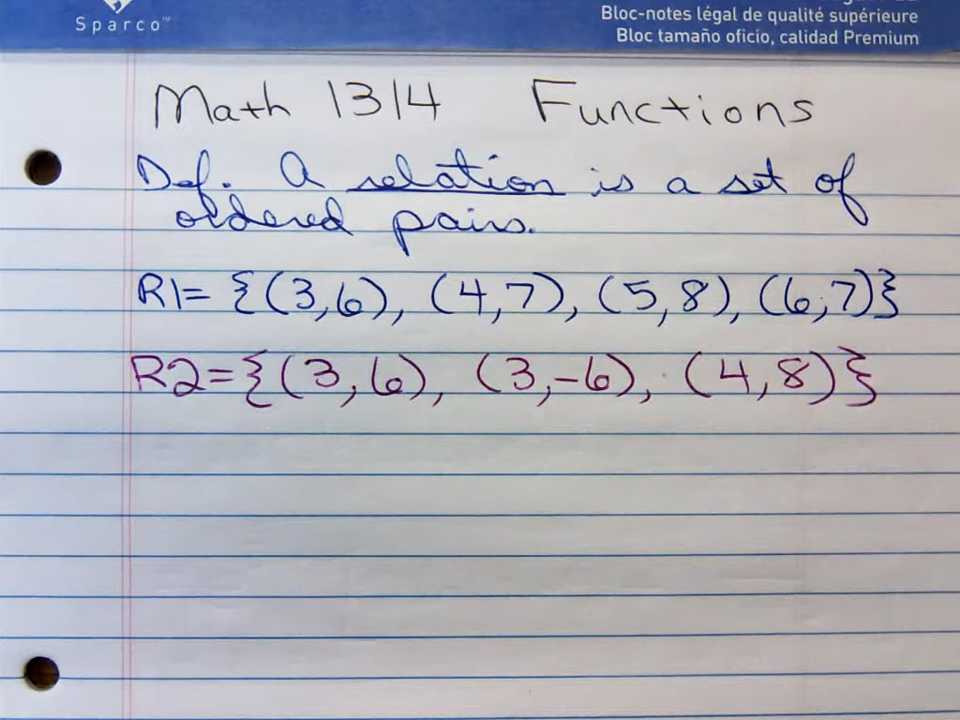 Sparco™
Bloc-notes légal de qualité supérieure
Bloc tamaño oficio, calidad Premium
Math 1314 Functions
Def. A relation is a set of
ordered pairs.
R1= {(3,6), (4,7), (5,8), (6,7)}
R2={(3,6), (3,-6), (4,8)}